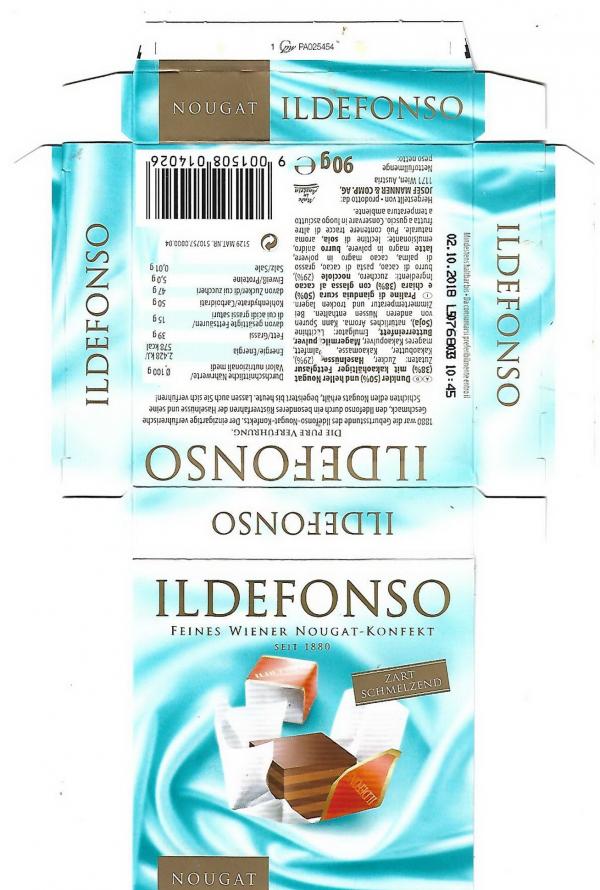 1 PA025454
NOUGAT ILDEFONSO
ILDEFONSO
ILDEFONSO
ILDEFONSO
DIE PURE VERFÜHRUNG.
1880 war die Geburtsstunde des Ildefonso-Nougat-Konfekts. Der einzigartige verführerische
Geschmack, den Ildefonso durch ein besonderes Röstverfahren der Haselnüsse und seine
Schichten edlen Nougats erhält, begeistert bis heute. Lassen auch Sie sich verführen!
Dunkler (50%) und heller Nougat
(38%) mit kakaohaltiger Fettglasur
Zutaten: Zucker, Haselnüsse (29%),
Kakaobutter, Kakaomasse, Palmfett,
mageres Kakaopulver, Magermilchpulver,
Butterreinfett, Emulgator: Lecithine
(Soja), natürliches Aroma. Kann Spuren
von anderen Nüssen enthalten. Bei
Zimmertemperatur und trocken lagern.
Pralina di gianduia scura (50%)
e chiara (38%) con glassa al cacao
Ingredienti: zucchero, nocciole (29%),
burro di cacao, pasta di cacao, grasso
di palma, cacao magro in polvere,
latte magro in polvere, burro anidro,
emulsionante: lecitine di soia, aroma
naturale. Può contenere tracce di altre
frutta a guscio. Conservare in luogo asciutto
a temperatura ambiente.
Hergestellt von • prodotto da:
JOSEF MANNER & COMP. AG,
1171 Wien, Austria
Nettofüllmenge
peso netto:
90g e
Made in Austria
Durchschnittliche Nährwerte/
Valori nutrizionali medi
∅ 100 g
Energie/Energia
2.428 kJ
578 kcal
Fett/Grassi 39 g
davon gesättigte Fettsäuren/
di cui acidi grassi saturi 15 g
Kohlenhydrate/Carboidrati 50 g
davon Zucker/di cui zuccheri 47 g
Eiweiß/Proteine 5,0 g
Salz/Sale 0,01 g
5129 MAT.NR. 510757.0000.04
9 001508 014026
Mindestens haltbar bis • Da consumarsi preferibilmente entro il
02.10.2018 L9776BK03 10:45
ILDEFONSO
ILDEFONSO
FEINES WIENER NOUGAT-KONFEKT
SEIT 1880
ZART
SCHMELZEND
ILDEFONSO
NOUGAT